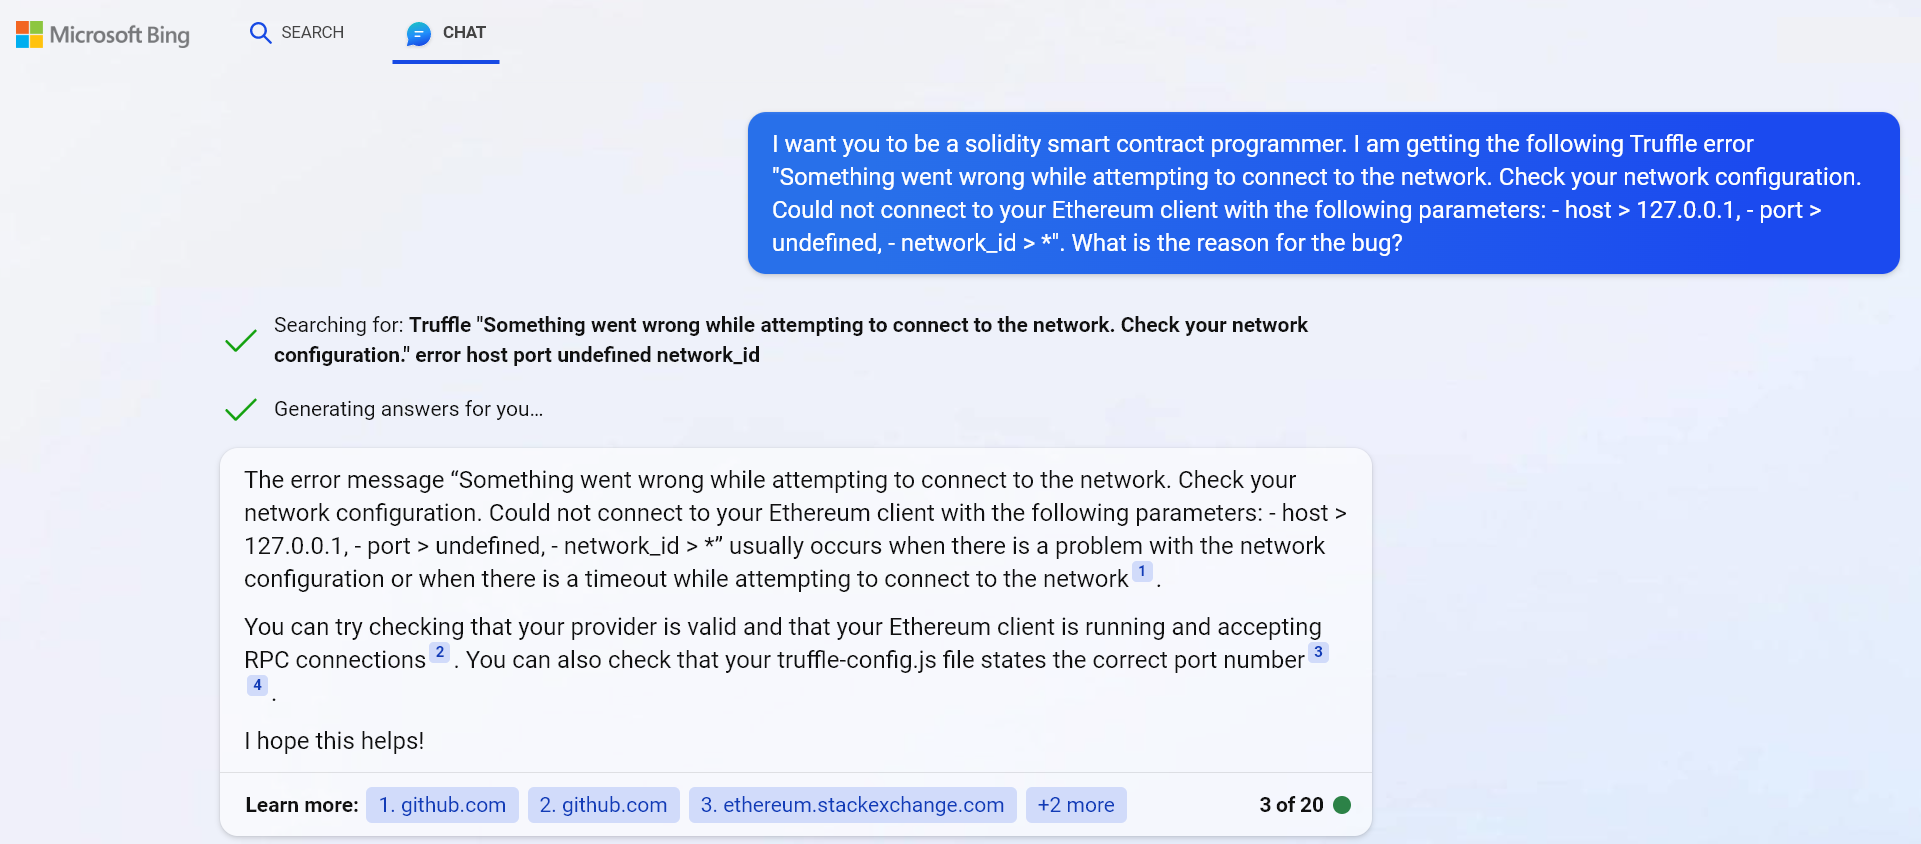 Microsoft Bing
SEARCH
CHAT
I want you to be a solidity smart contract programmer. I am getting the following Truffle error
"Something went wrong while attempting to connect to the network. Check your network configuration.
Could not connect to your Ethereum client with the following parameters: - host > 127.0.0.1, - port >
undefined, - network_id > *". What is the reason for the bug?
Searching for: Truffle "Something went wrong while attempting to connect to the network. Check your network
configuration." error host port undefined network_id
Generating answers for you…
The error message “Something went wrong while attempting to connect to the network. Check your
network configuration. Could not connect to your Ethereum client with the following parameters: - host >
127.0.0.1, - port > undefined, - network_id > *” usually occurs when there is a problem with the network
configuration or when there is a timeout while attempting to connect to the network 1 .
You can try checking that your provider is valid and that your Ethereum client is running and accepting
RPC connections 2 . You can also check that your truffle-config.js file states the correct port number 3
4 .
I hope this helps!
Learn more: 1. github.com 2. github.com 3. ethereum.stackexchange.com +2 more 3 of 20